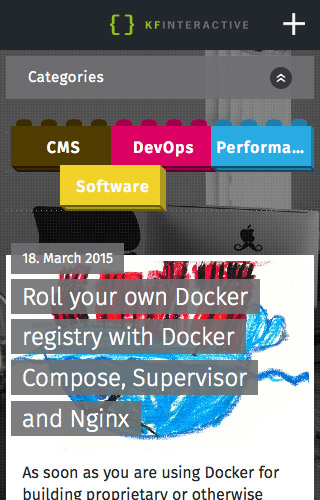 {} KFINTERACTIVE
Categories
CMS
DevOps
Performa...
Software
18. March 2015
Roll your own Docker
registry with Docker
Compose, Supervisor
and Nginx
As soon as you are using Docker for
building proprietary or otherwise